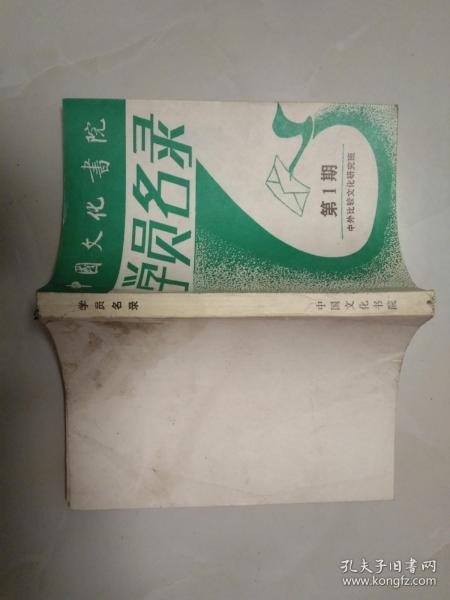 中國文化書院
学员名录
第1期
中外比较文化研究班
学员名录
中国文化书院
孔夫子旧书网
www.kongfz.com